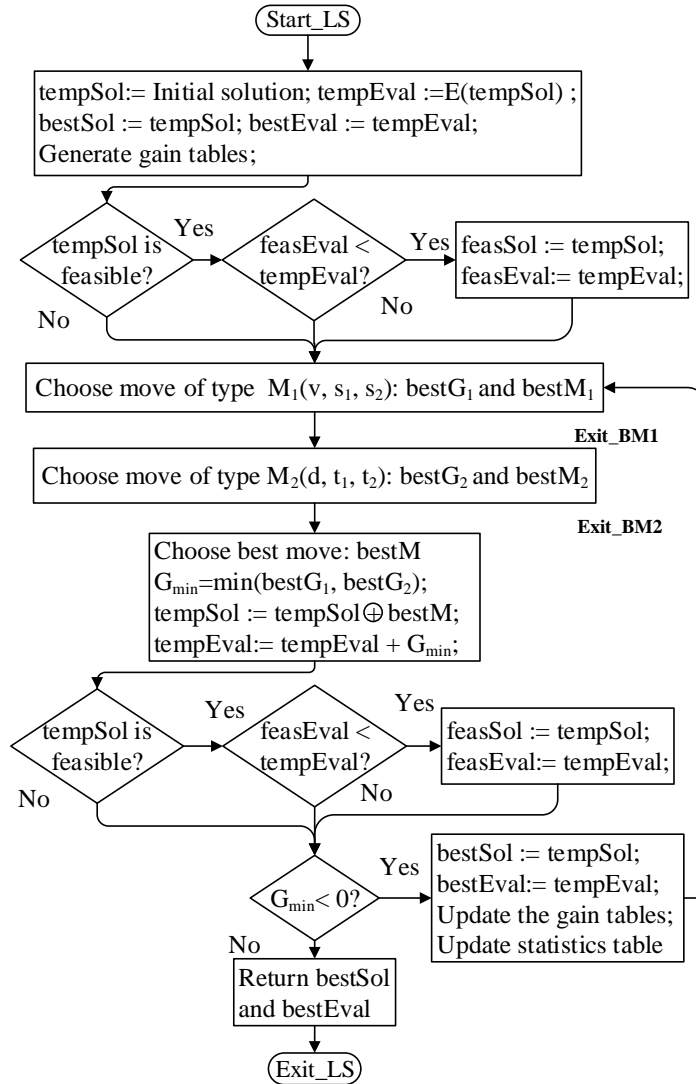 Start_LS
tempSol:= Initial solution; tempEval :=E(tempSol) ;
bestSol := tempSol; bestEval := tempEval;
Generate gain tables;
tempSol is
feasible?
Yes
No
feasEval <
tempEval?
Yes
No
feasSol := tempSol;
feasEval:= tempEval;
Choose move of type M₁(v, s₁, s₂): bestG₁ and bestM₁
Exit_BM1
Choose move of type M₂(d, t₁, t₂): bestG₂ and bestM₂
Exit_BM2
Choose best move: bestM
Gₘᵢₙ=min(bestG₁, bestG₂);
tempSol := tempSol⊕bestM;
tempEval:= tempEval + Gₘᵢₙ;
tempSol is
feasible?
Yes
No
feasEval <
tempEval?
Yes
No
feasSol := tempSol;
feasEval:= tempEval;
Gₘᵢₙ< 0?
Yes
No
bestSol := tempSol;
bestEval:= tempEval;
Update the gain tables;
Update statistics table
Return bestSol
and bestEval
Exit_LS